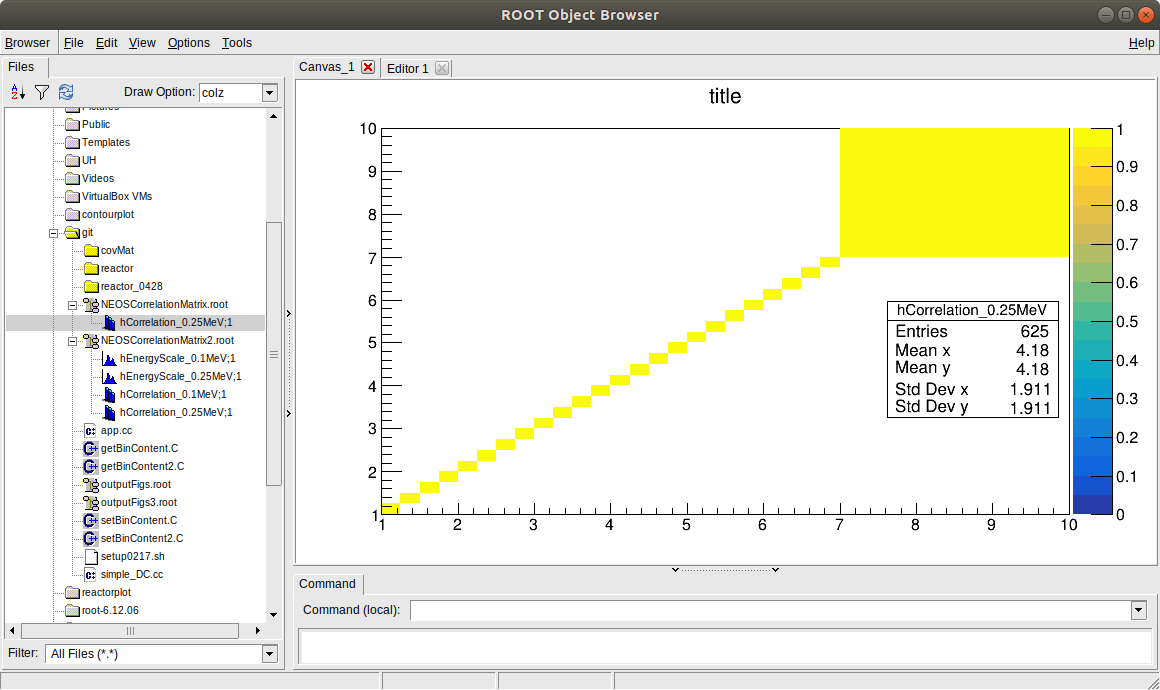 ROOT Object Browser
Browser File Edit View Options Tools Help
Files
Draw Option: colz
Pictures
Public
Templates
UH
Videos
VirtualBox VMs
contourplot
git
covMat
reactor
reactor_0428
NEOSCorrelationMatrix.root
hCorrelation_0.25MeV;1
NEOSCorrelationMatrix2.root
hEnergyScale_0.1MeV;1
hEnergyScale_0.25MeV;1
hCorrelation_0.1MeV;1
hCorrelation_0.25MeV;1
app.cc
getBinContent.C
getBinContent2.C
outputFigs.root
outputFigs3.root
setBinContent.C
setBinContent2.C
setup0217.sh
simple_DC.cc
reactorplot
root-6.12.06
Filter: All Files (*.*)
Canvas_1 Editor 1
title
10
9
8
7
6
5
4
3
2
1
1 2 3 4 5 6 7 8 9 10
hCorrelation_0.25MeV
Entries 625
Mean x 4.18
Mean y 4.18
Std Dev x 1.911
Std Dev y 1.911
1
0.9
0.8
0.7
0.6
0.5
0.4
0.3
0.2
0.1
0
Command
Command (local):